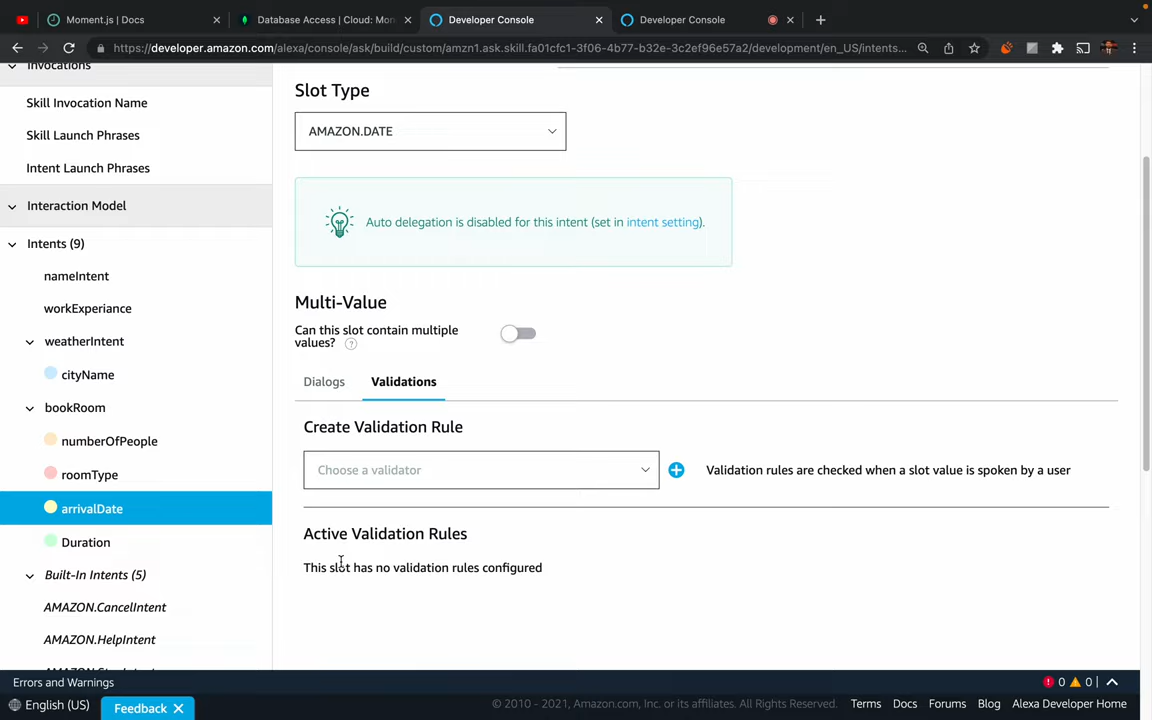 Moment.js | Docs
Database Access | Cloud: Mon
Developer Console
Developer Console
https://developer.amazon.com/alexa/console/ask/build/custom/amzn1.ask.skill.fa01cfc1-3f06-4b77-b32e-3c2ef96e57a2/development/en_US/intents...
Invocations
Skill Invocation Name
Skill Launch Phrases
Intent Launch Phrases
Interaction Model
Intents (9)
nameIntent
workExperiance
weatherIntent
cityName
bookRoom
numberOfPeople
roomType
arrivalDate
Duration
Built-In Intents (5)
AMAZON.CancelIntent
AMAZON.HelpIntent
Slot Type
AMAZON.DATE
Auto delegation is disabled for this intent (set in intent setting).
Multi-Value
Can this slot contain multiple
values? ?
Dialogs
Validations
Create Validation Rule
Choose a validator
Validation rules are checked when a slot value is spoken by a user
Active Validation Rules
This slot has no validation rules configured
Errors and Warnings
0
0
English (US)
Feedback
© 2010 - 2021, Amazon.com, Inc. or its affiliates. All Rights Reserved.
Terms
Docs
Forums
Blog
Alexa Developer Home